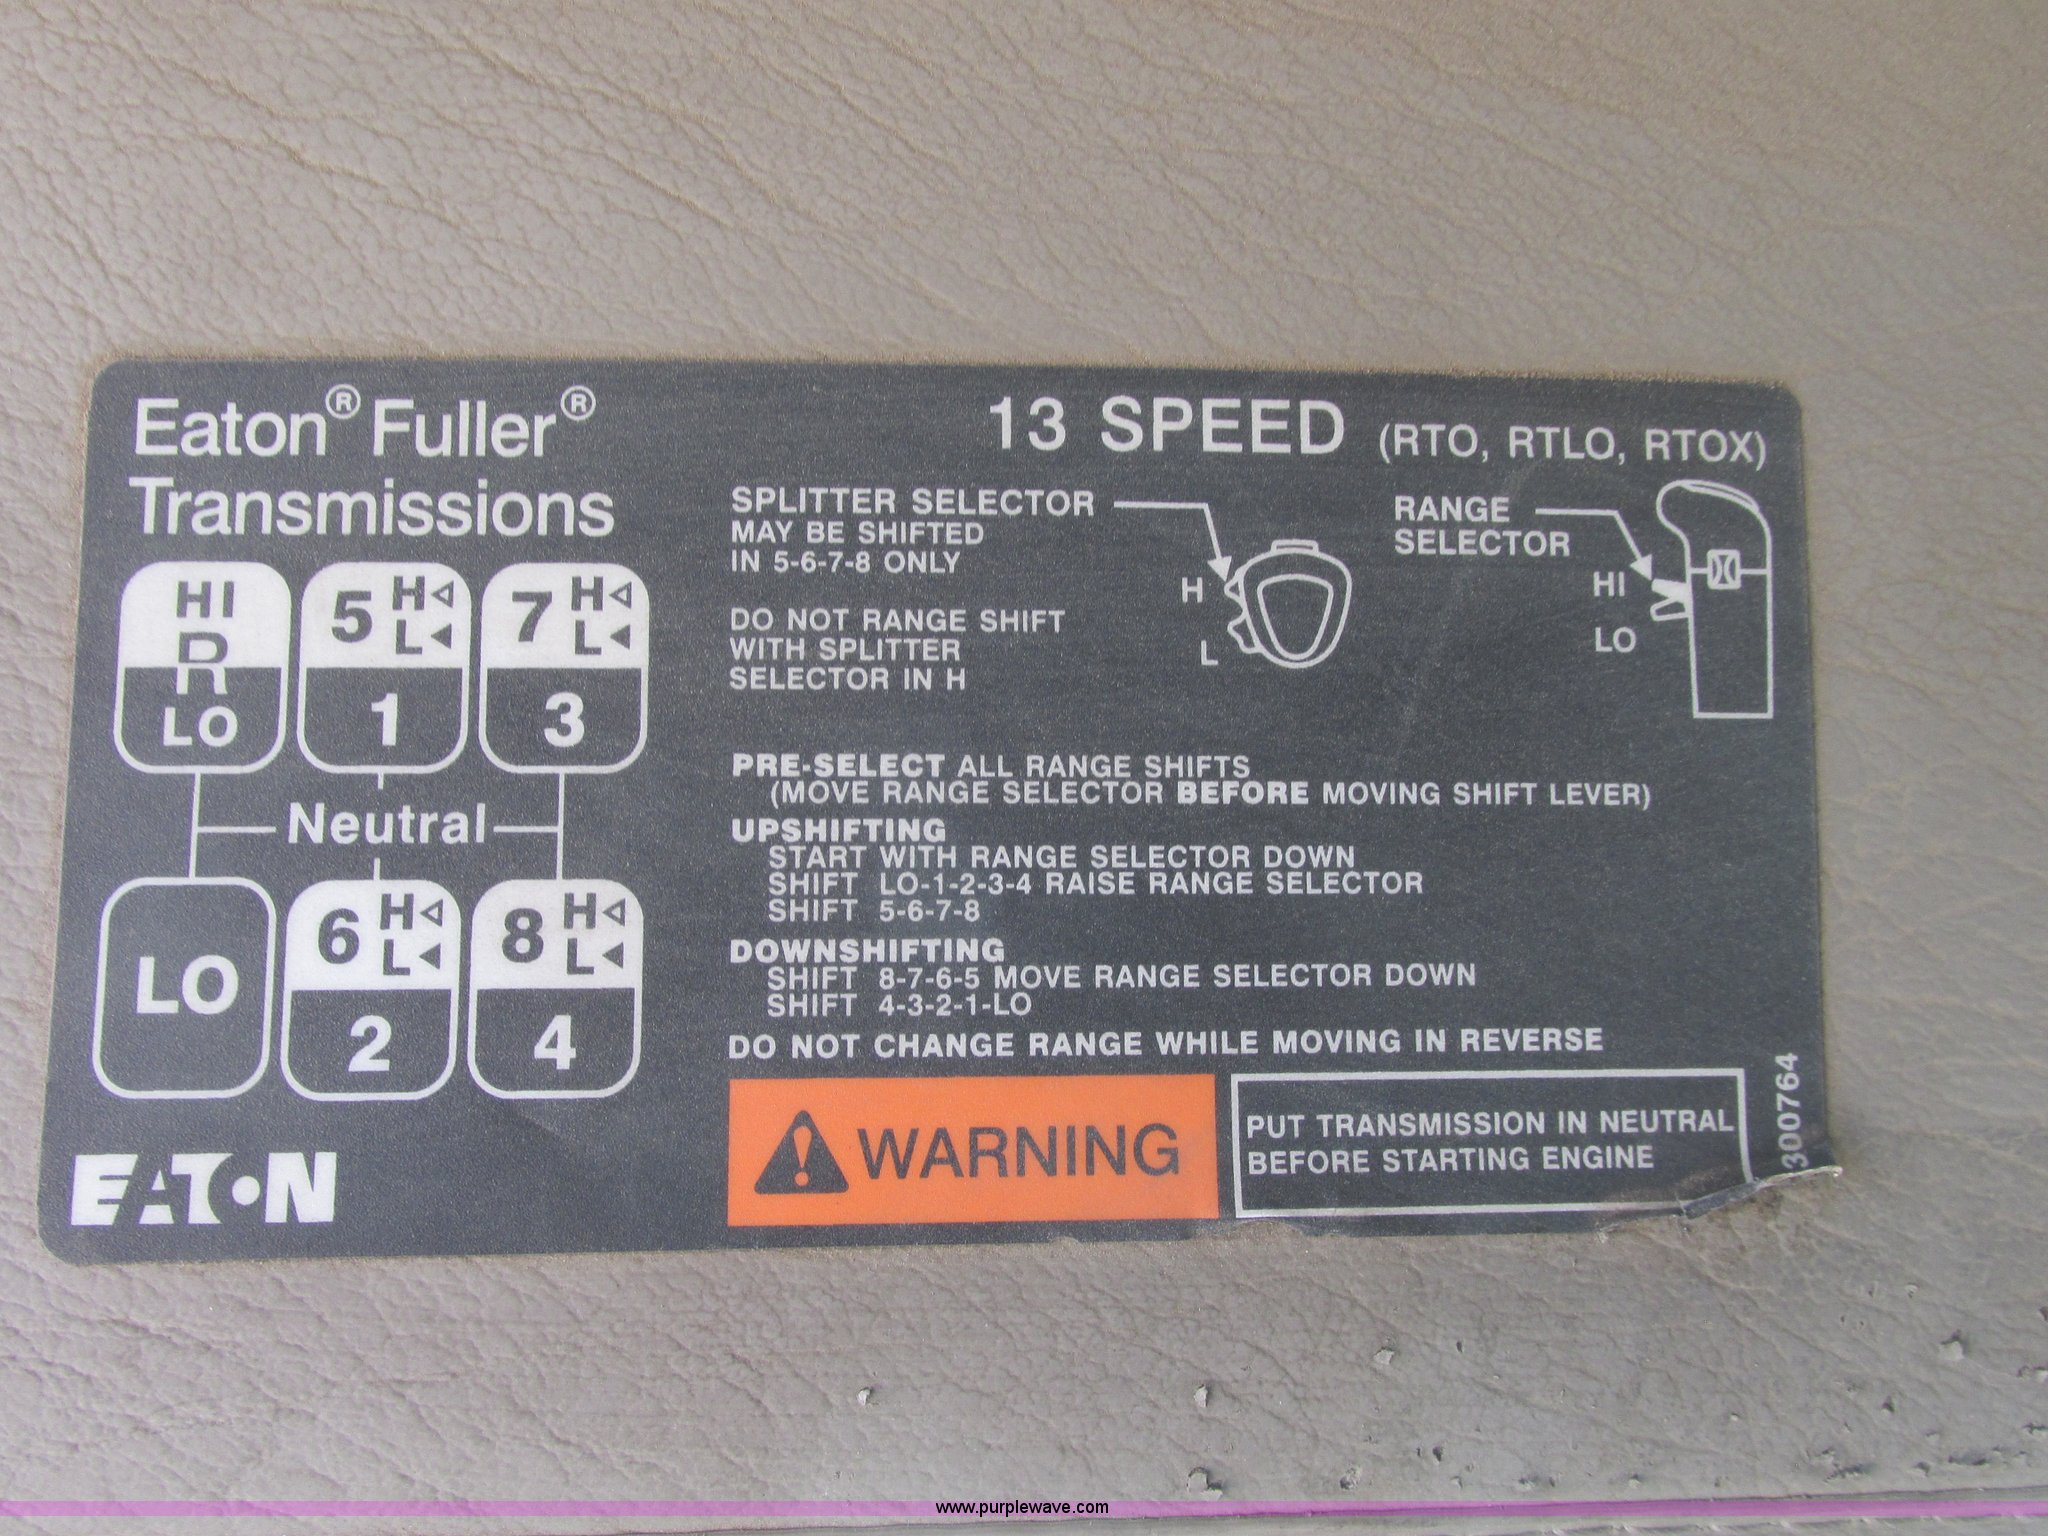 Eaton® Fuller®
Transmissions
13 SPEED (RTO, RTLO, RTOX)
HI
R
LO
5 H
L
1
7 H
L
3
Neutral
LO
6 H
L
2
8 H
L
4
EATON
SPLITTER SELECTOR
MAY BE SHIFTED
IN 5-6-7-8 ONLY
DO NOT RANGE SHIFT
WITH SPLITTER
SELECTOR IN H
H
L
RANGE
SELECTOR
HI
LO
PRE-SELECT ALL RANGE SHIFTS
(MOVE RANGE SELECTOR BEFORE MOVING SHIFT LEVER)
UPSHIFTING
START WITH RANGE SELECTOR DOWN
SHIFT LO-1-2-3-4 RAISE RANGE SELECTOR
SHIFT 5-6-7-8
DOWNSHIFTING
SHIFT 8-7-6-5 MOVE RANGE SELECTOR DOWN
SHIFT 4-3-2-1-LO
DO NOT CHANGE RANGE WHILE MOVING IN REVERSE
WARNING
PUT TRANSMISSION IN NEUTRAL
BEFORE STARTING ENGINE
4300764
www.purplewave.com